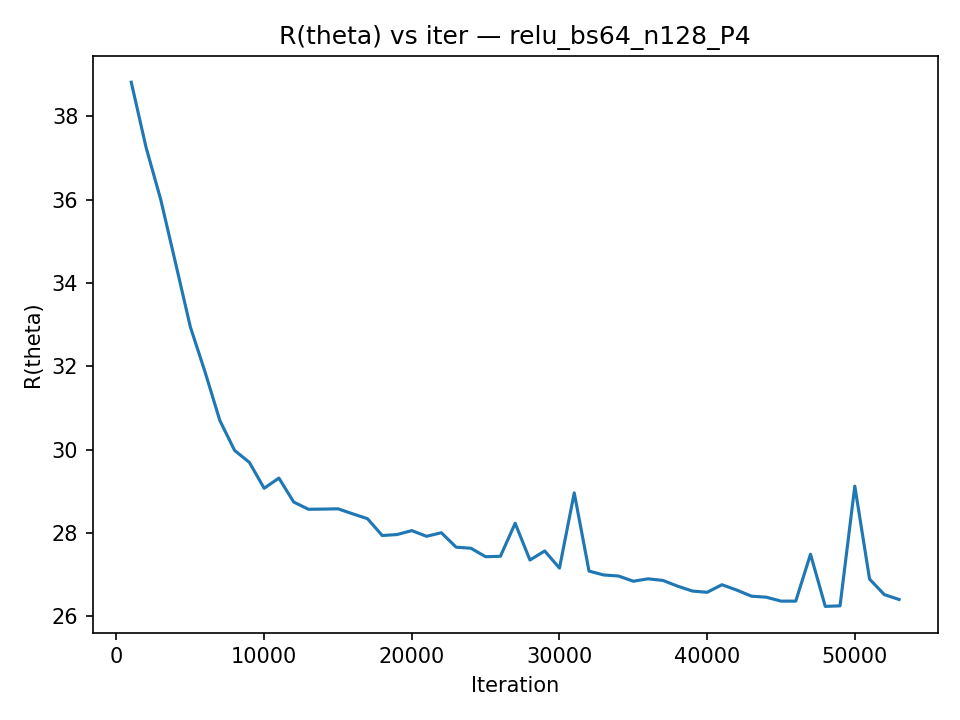 R(theta) vs iter — relu_bs64_n128_P4
38
36
34
32
30
28
26
R(theta)
0 10000 20000 30000 40000 50000
Iteration